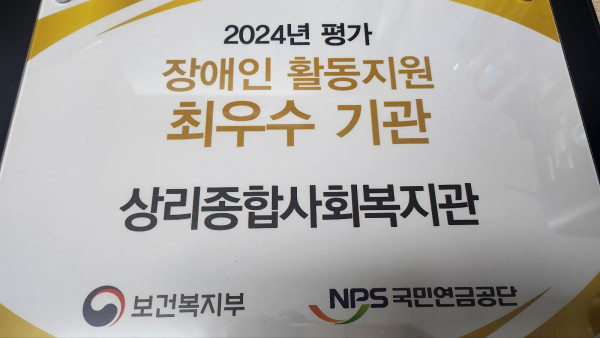 2024년 평가
장애인 활동지원
최우수 기관
상리종합사회복지관
보건복지부 NPS 국민연금공단